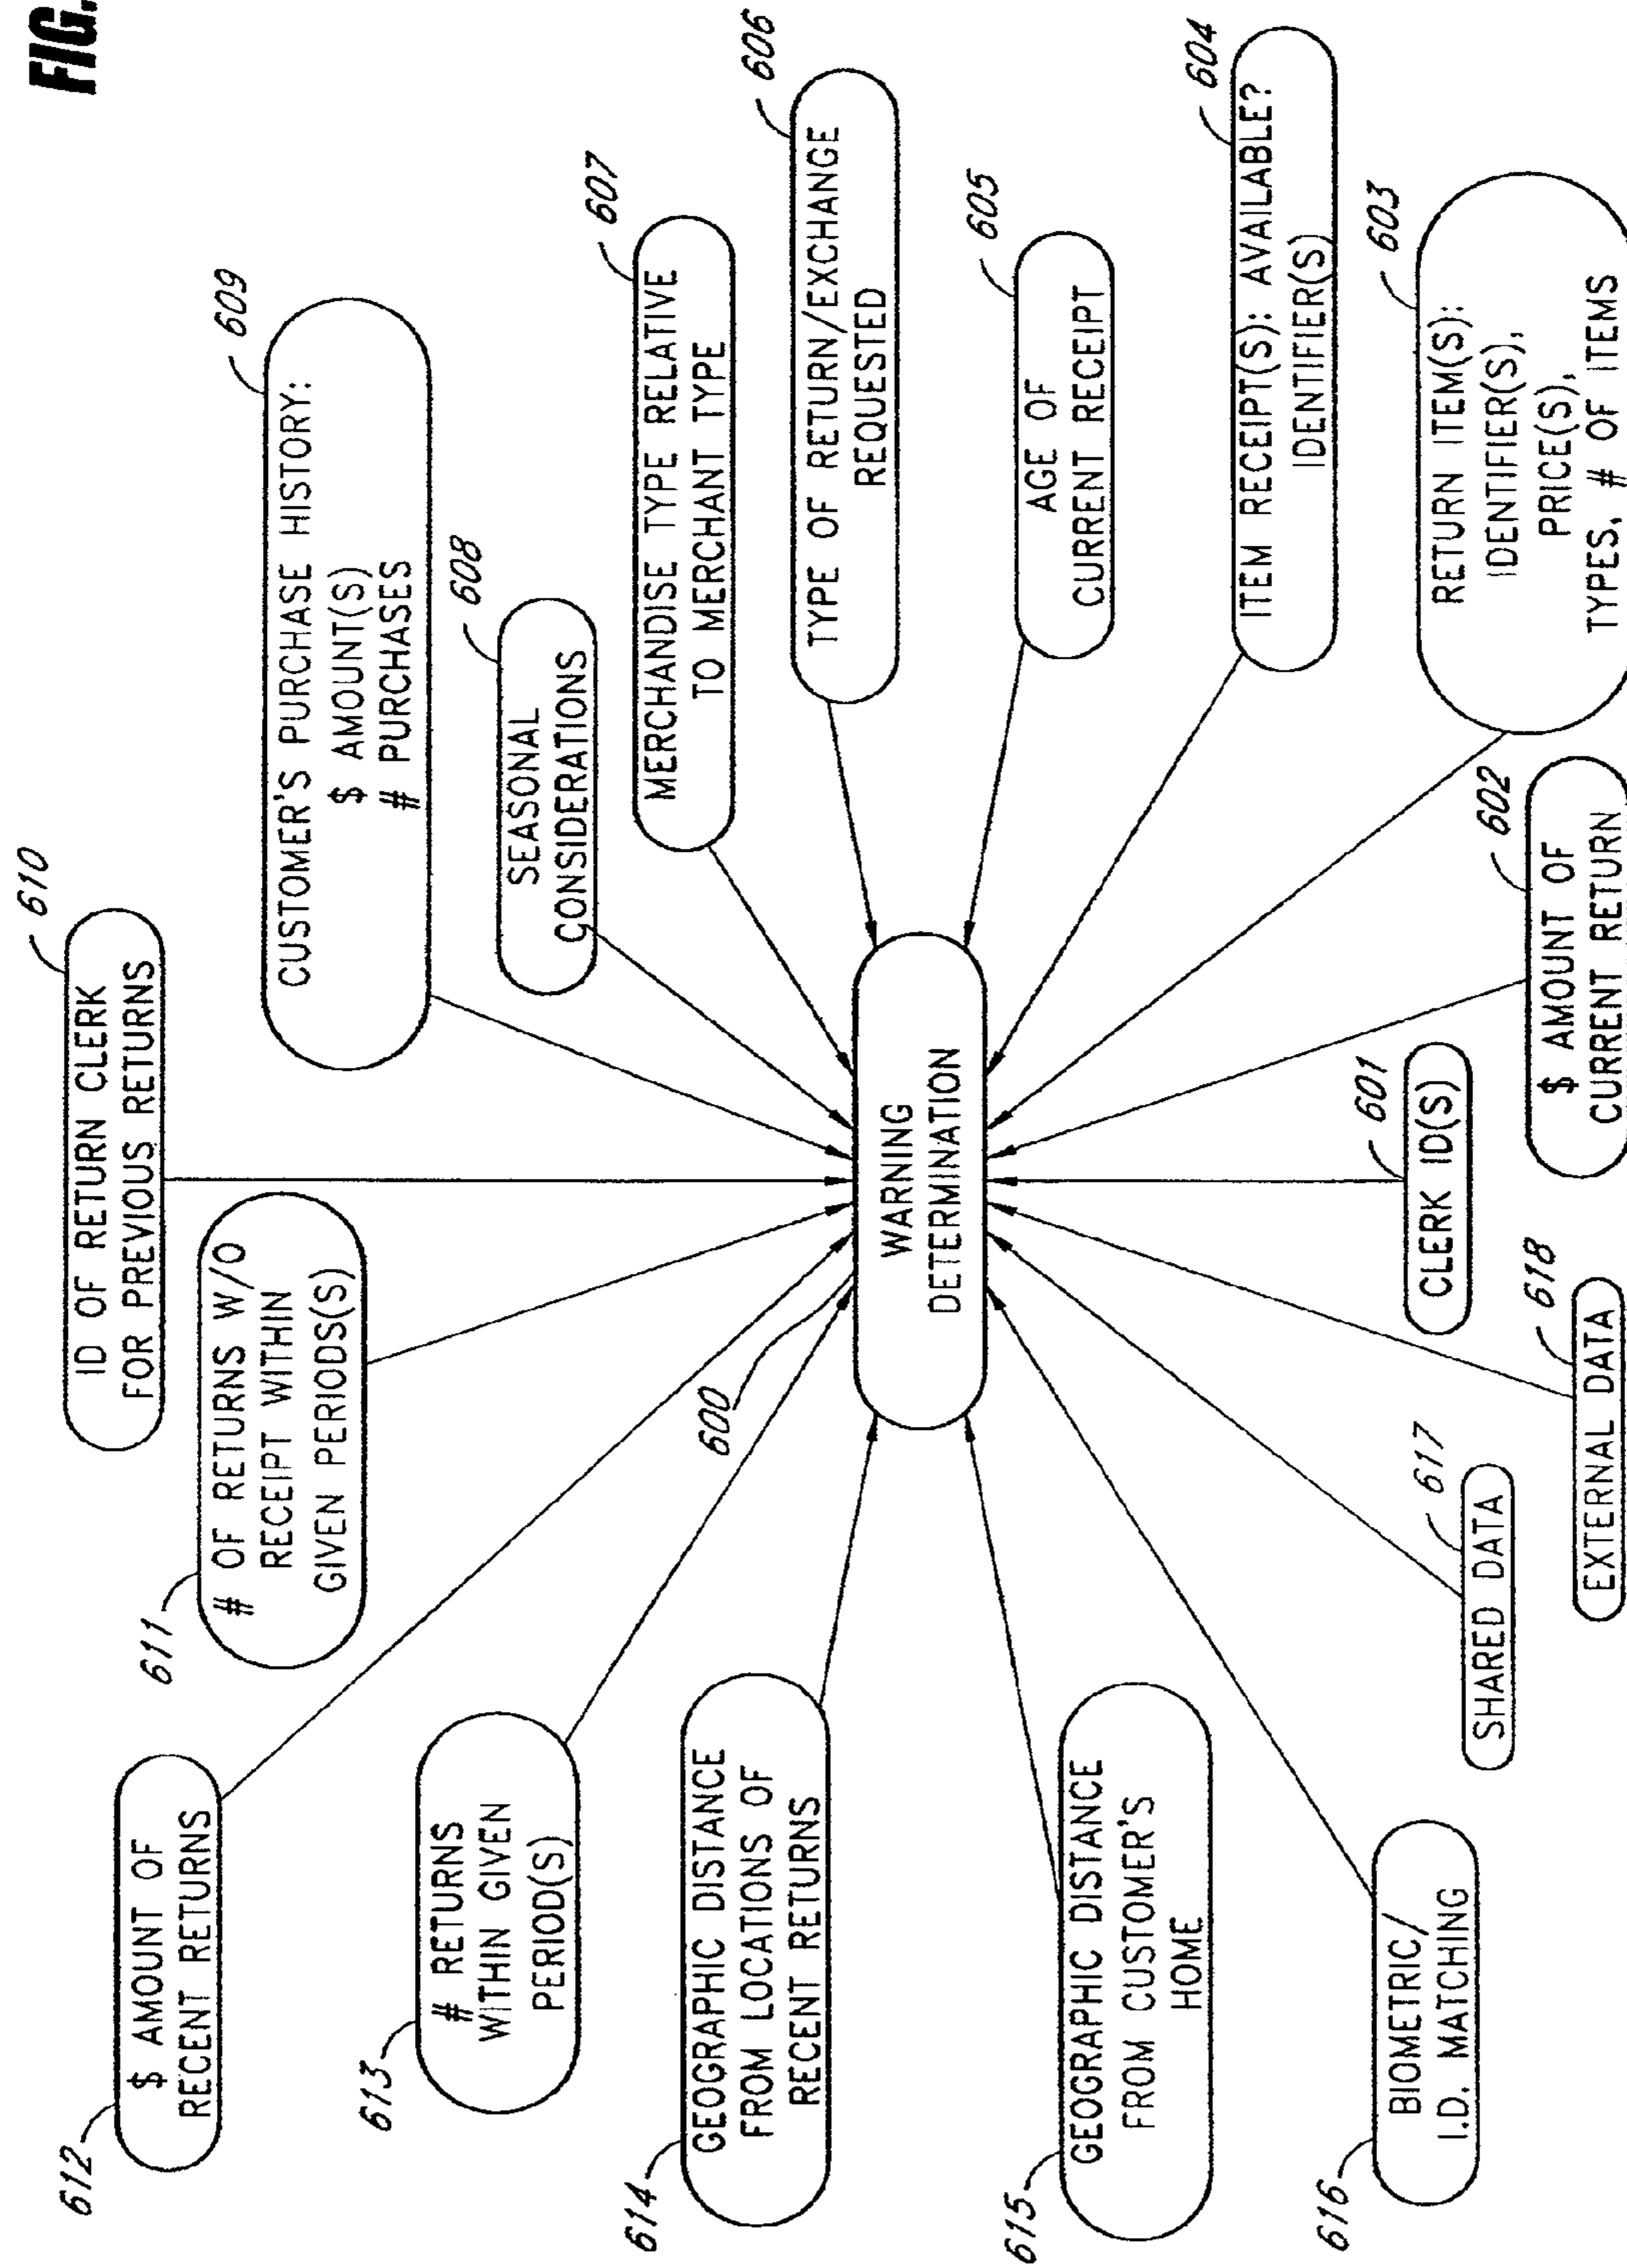 FIG.
610
ID OF RETURN CLERK
FOR PREVIOUS RETURNS
609
CUSTOMER'S PURCHASE HISTORY:
$ AMOUNT(S)
# PURCHASES
608
SEASONAL
CONSIDERATIONS
607
MERCHANDISE TYPE RELATIVE
TO MERCHANT TYPE
606
TYPE OF RETURN/EXCHANGE
REQUESTED
605
AGE OF
CURRENT RECEIPT
604
ITEM RECEIPT(S): AVAILABLE?
IDENTIFIER(S)
603
RETURN ITEM(S):
IDENTIFIER(S),
PRICE(S),
TYPES, # OF ITEMS
602
$ AMOUNT OF
CURRENT RETURN
601
CLERK ID(S)
618
EXTERNAL DATA
617
SHARED DATA
616
BIOMETRIC/
I.D. MATCHING
615
GEOGRAPHIC DISTANCE
FROM CUSTOMER'S
HOME
614
GEOGRAPHIC DISTANCE
FROM LOCATIONS OF
RECENT RETURNS
613
# RETURNS
WITHIN GIVEN
PERIOD(S)
612
$ AMOUNT OF
RECENT RETURNS
611
# OF RETURNS W/O
RECEIPT WITHIN
GIVEN PERIODS(S)
600
WARNING
DETERMINATION